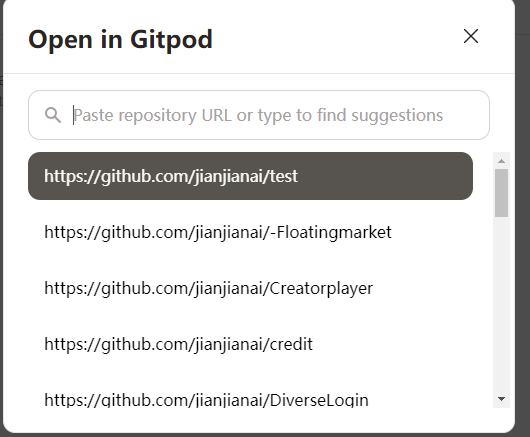 Open in Gitpod
Paste repository URL or type to find suggestions
https://github.com/jianjianai/test
https://github.com/jianjianai/-Floatingmarket
https://github.com/jianjianai/Creatorplayer
https://github.com/jianjianai/credit
https://github.com/jianjianai/DiverseLogin